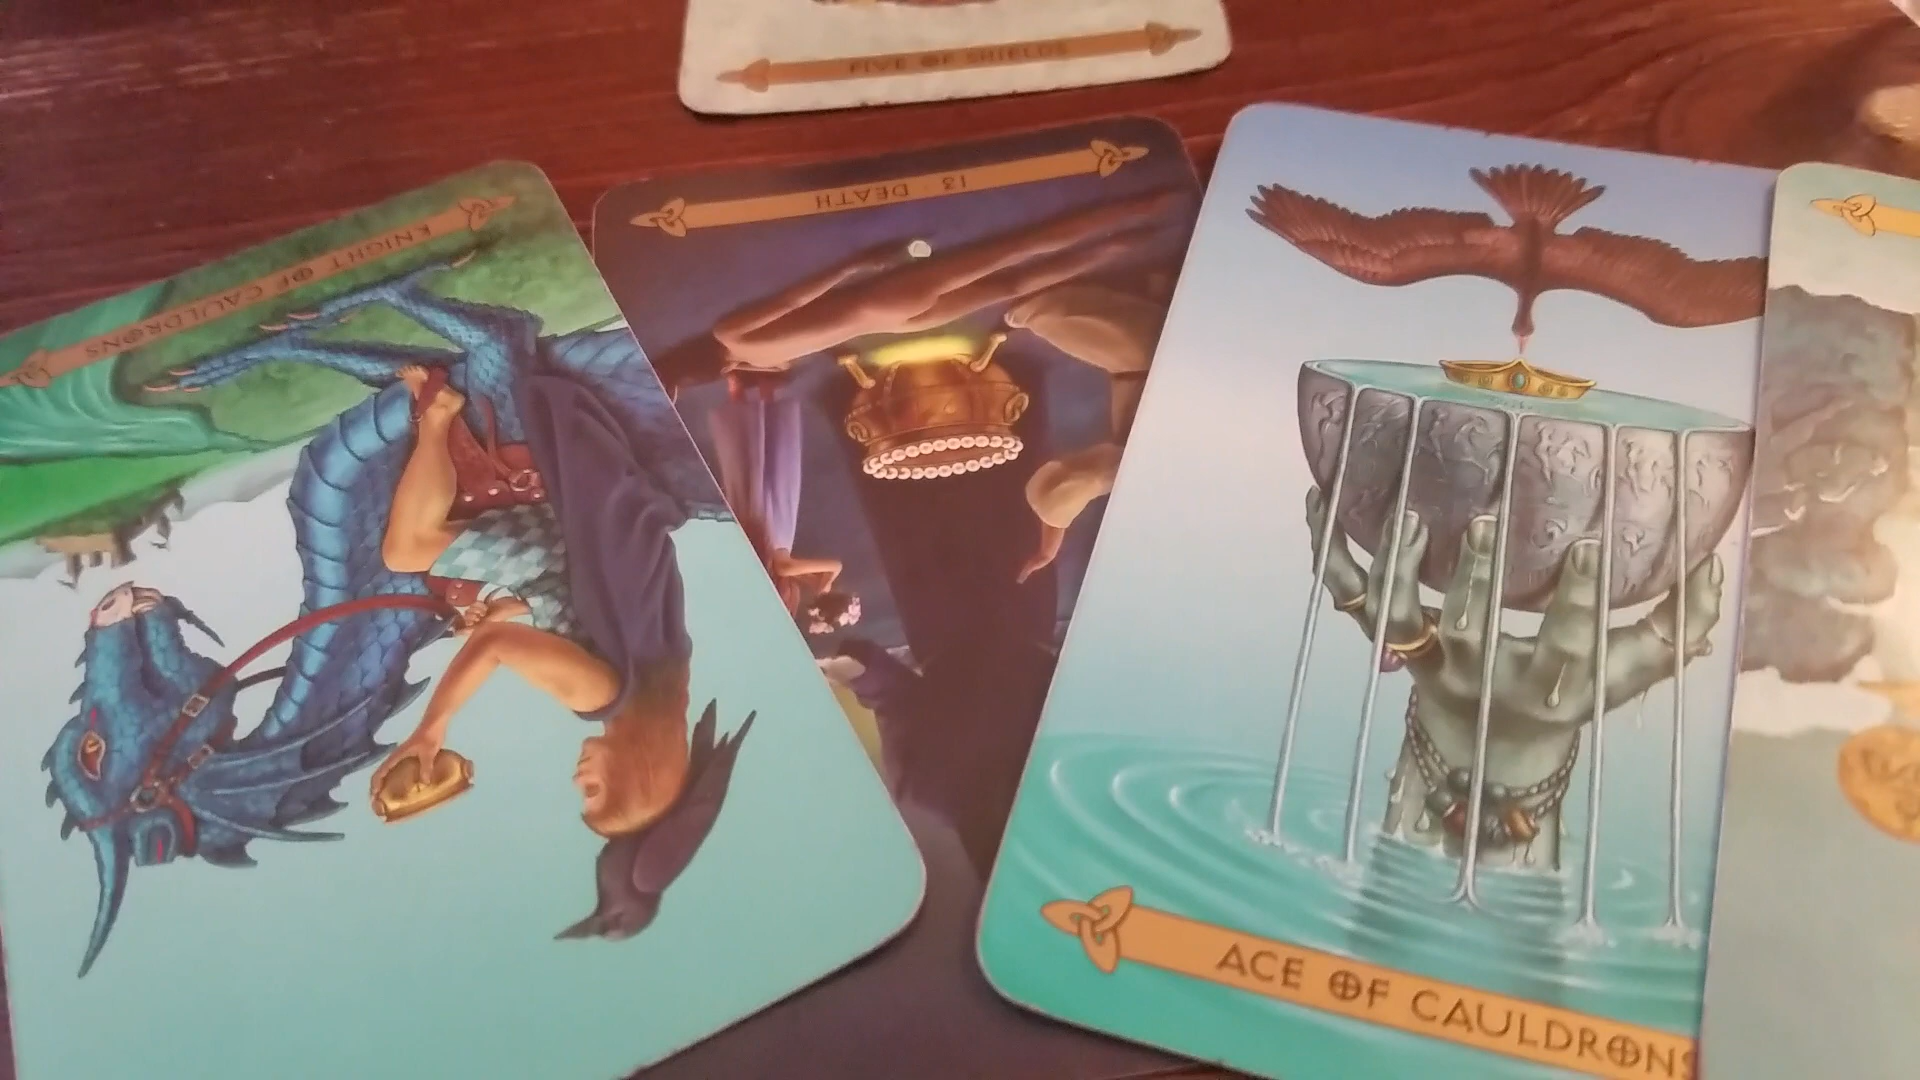 FIVE OF SHIELDS
13 · DEATH
KNIGHT OF CAULDRONS
ACE OF CAULDRONS